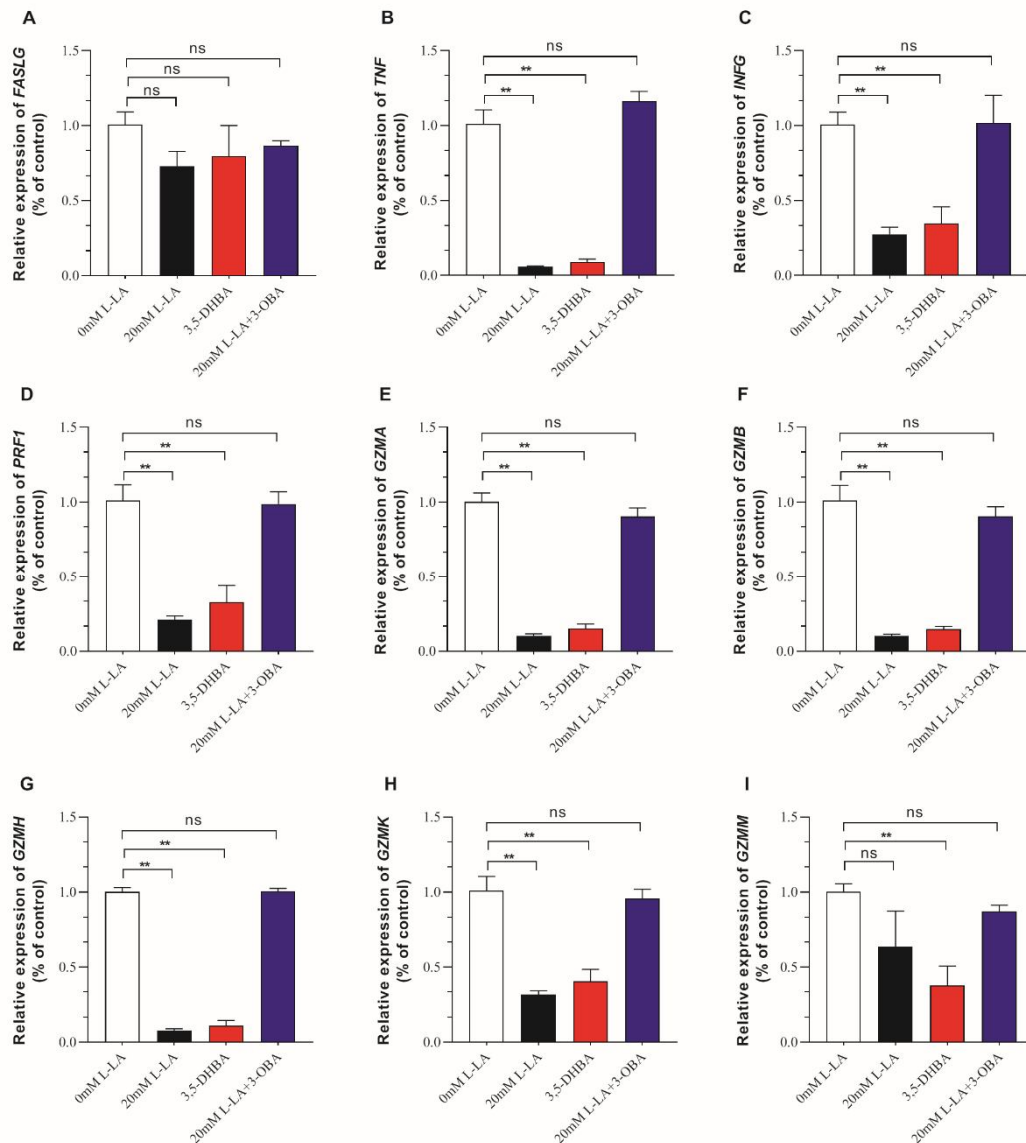 A
Relative expression of FASLG
(% of control)
1.5
1.0
0.5
0.0
ns
ns
ns
0mM L-LA
20mM L-LA
3,5-DHBA
20mM L-LA+3-OBA
B
Relative expression of TNF
(% of control)
1.5
1.0
0.5
0.0
ns
**
**
0mM L-LA
20mM L-LA
3,5-DHBA
20mM L-LA+3-OBA
C
Relative expression of INFG
(% of control)
1.5
1.0
0.5
0.0
ns
**
**
0mM L-LA
20mM L-LA
3,5-DHBA
20mM L-LA+3-OBA
D
Relative expression of PRF1
(% of control)
1.5
1.0
0.5
0.0
ns
**
**
0mM L-LA
20mM L-LA
3,5-DHBA
20mM L-LA+3-OBA
E
Relative expression of GZMA
(% of control)
1.5
1.0
0.5
0.0
ns
**
**
0mM L-LA
20mM L-LA
3,5-DHBA
20mM L-LA+3-OBA
F
Relative expression of GZMB
(% of control)
1.5
1.0
0.5
0.0
ns
**
**
0mM L-LA
20mM L-LA
3,5-DHBA
20mM L-LA+3-OBA
G
Relative expression of GZMH
(% of control)
1.5
1.0
0.5
0.0
ns
**
**
0mM L-LA
20mM L-LA
3,5-DHBA
20mM L-LA+3-OBA
H
Relative expression of GZMK
(% of control)
1.5
1.0
0.5
0.0
ns
**
**
0mM L-LA
20mM L-LA
3,5-DHBA
20mM L-LA+3-OBA
I
Relative expression of GZMM
(% of control)
1.5
1.0
0.5
0.0
ns
**
ns
0mM L-LA
20mM L-LA
3,5-DHBA
20mM L-LA+3-OBA